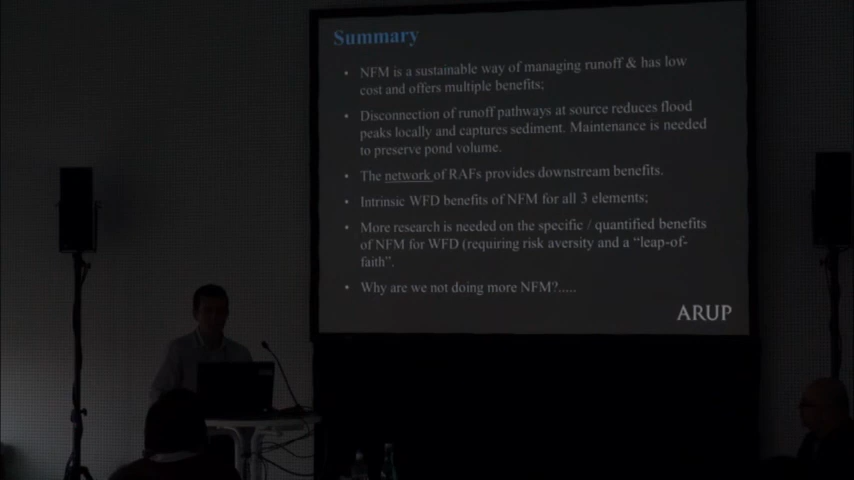 Summary
• NFM is a sustainable way of managing runoff & has low
cost and offers multiple benefits;
• Disconnection of runoff pathways at source reduces flood
peaks locally and captures sediment. Maintenance is needed
to preserve pond volume.
• The network of RAFs provides downstream benefits.
• Intrinsic WFD benefits of NFM for all 3 elements;
• More research is needed on the specific / quantified benefits
of NFM for WFD (requiring risk aversity and a “leap-of-
faith”.
• Why are we not doing more NFM?.....
ARUP